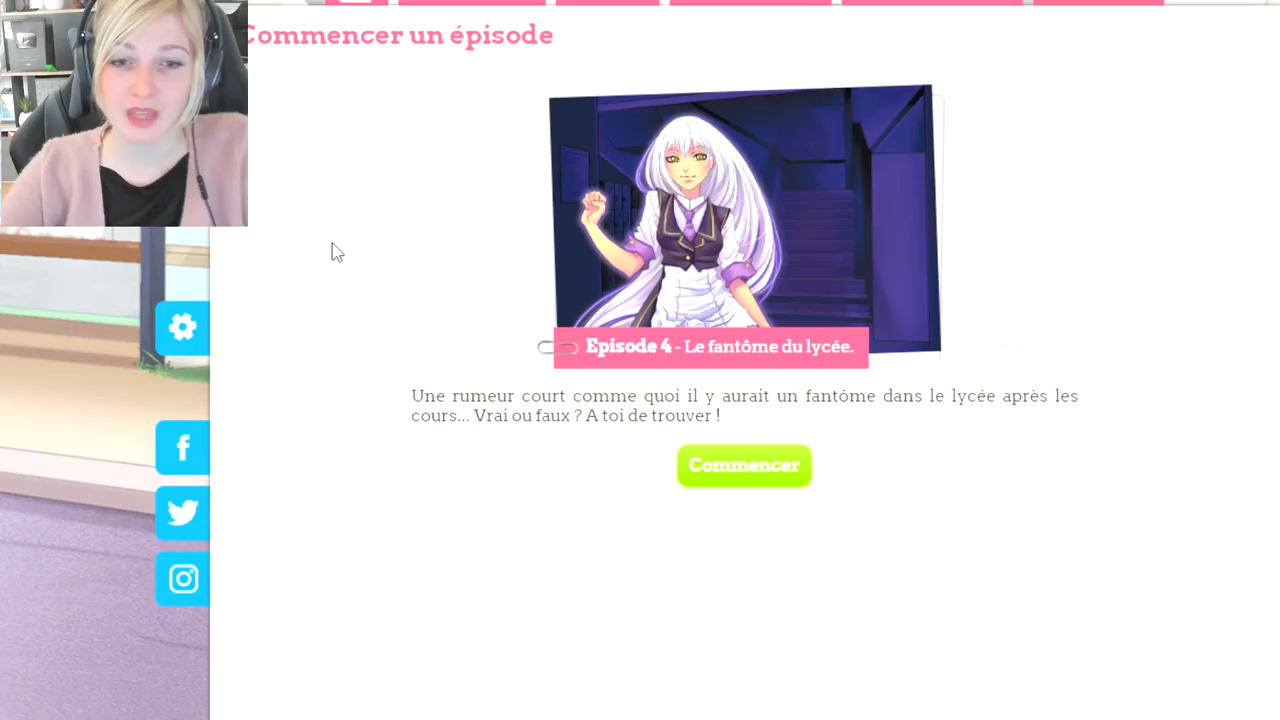 Commencer un épisode
Episode 4 - Le fantôme du lycée.
Une rumeur court comme quoi il y aurait un fantôme dans le lycée après les
cours... Vrai ou faux ? A toi de trouver !
Commencer